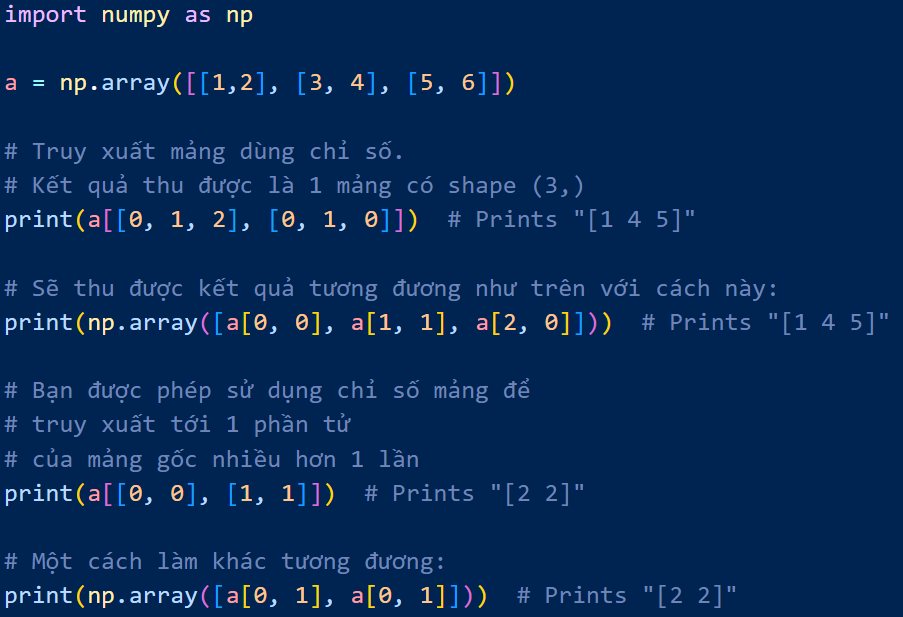 import numpy as np
a = np.array([[1,2], [3, 4], [5, 6]])
# Truy xuất mảng dùng chỉ số.
# Kết quả thu được là 1 mảng có shape (3,)
print(a[[0, 1, 2], [0, 1, 0]])  # Prints "[1 4 5]"
# Sẽ thu được kết quả tương đương như trên với cách này:
print(np.array([a[0, 0], a[1, 1], a[2, 0]]))  # Prints "[1 4 5]"
# Bạn được phép sử dụng chỉ số mảng để
# truy xuất tới 1 phần tử
# của mảng gốc nhiều hơn 1 lần
print(a[[0, 0], [1, 1]])  # Prints "[2 2]"
# Một cách làm khác tương đương:
print(np.array([a[0, 1], a[0, 1]]))  # Prints "[2 2]"